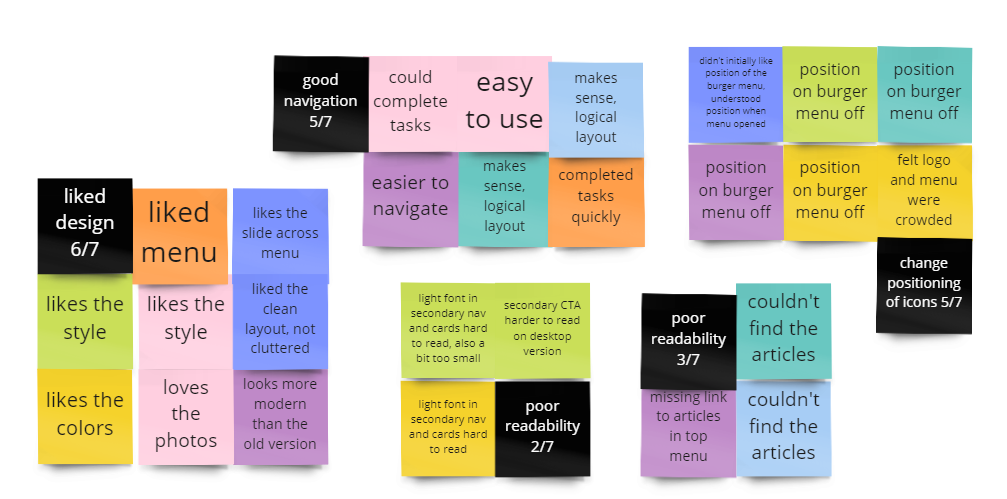 good
navigation
5/7
could
complete
tasks
easy
to use
makes
sense,
logical
layout
easier to
navigate
makes
sense,
logical
layout
completed
tasks
quickly
didn't initially like
position of the
burger menu,
understood
position when
menu opened
position
on burger
menu off
position
on burger
menu off
position
on burger
menu off
position
on burger
menu off
felt logo
and menu
were
crowded
change
positioning
of icons 5/7
liked
design
6/7
liked
menu
likes the
slide across
menu
likes the
style
likes the
style
liked the
clean
layout, not
cluttered
likes the
colors
loves
the
photos
looks more
modern
than the
old version
light font in
secondary nav
and cards hard
to read, also a
bit too small
secondary CTA
harder to read
on desktop
version
light font in
secondary nav
and cards hard
to read
poor
readability
2/7
poor
readability
3/7
couldn't
find the
articles
missing link
to articles
in top
menu
couldn't
find the
articles